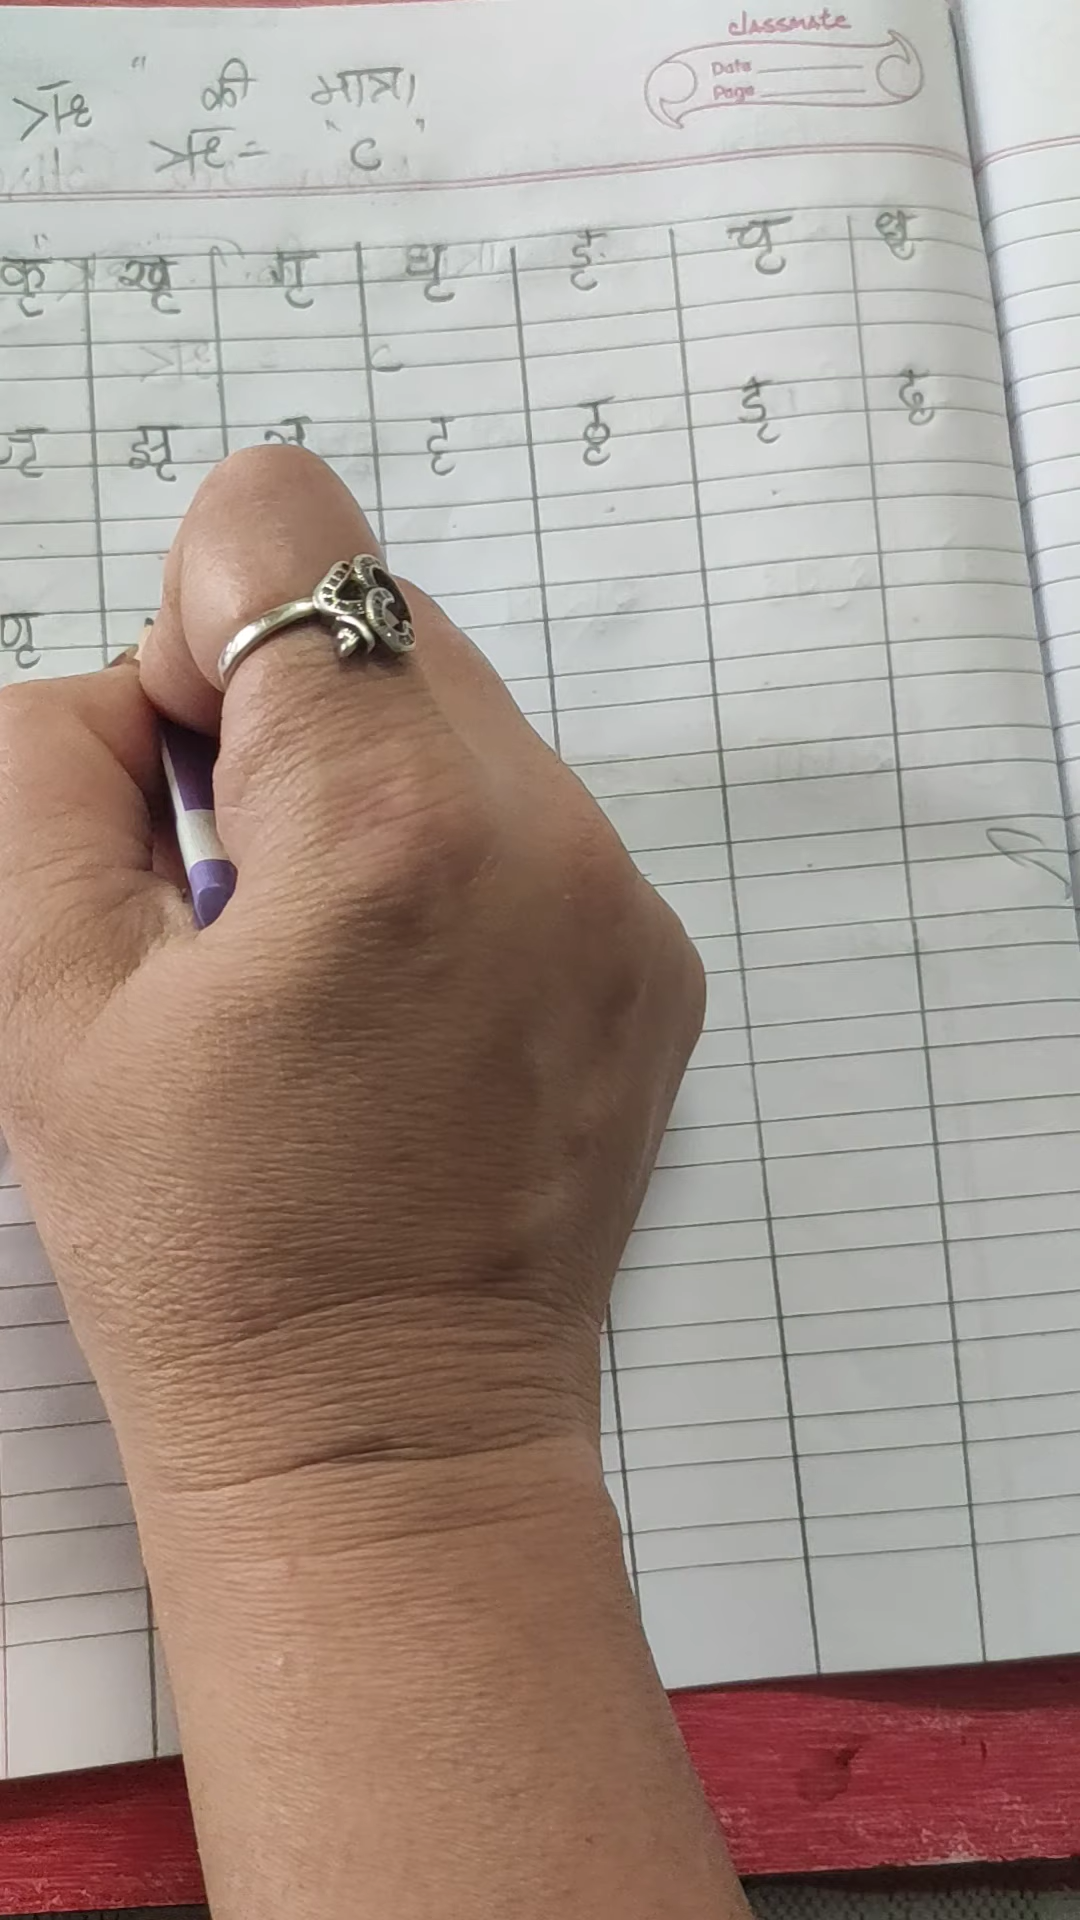 ऋ " की मात्रा
ऋ = " ृ "
classmate
Date
Page
कृ खृ गृ घृ ङृ चृ छृ
जृ झृ ञृ टृ ठृ डृ ढृ
णृ